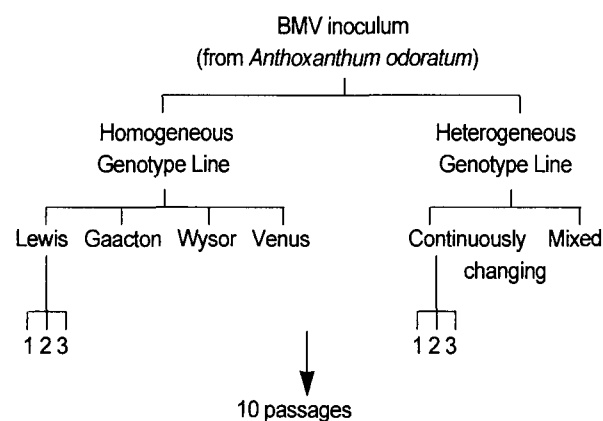 BMV inoculum
(from Anthoxanthum odoratum)
Homogeneous
Genotype Line
Heterogeneous
Genotype Line
Lewis Gaacton Wysor Venus
Continuously
changing
Mixed
1 2 3
1 2 3
10 passages